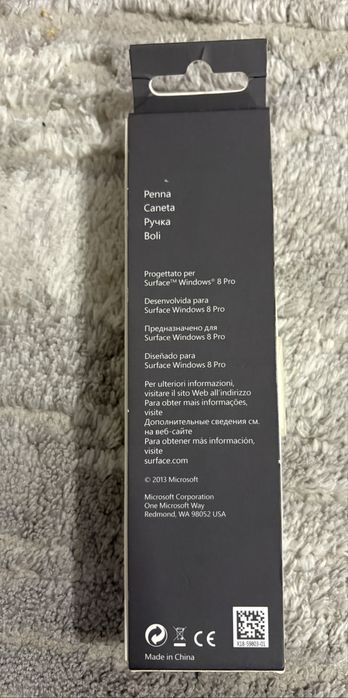 Penna
Caneta
Ручка
Boli
Progettato per
Surface™ Windows® 8 Pro
Desenvolvida para
Surface Windows 8 Pro
Предназначено для
Surface Windows 8 Pro
Diseñado para
Surface Windows 8 Pro
Per ulteriori informazioni,
visitare il sito Web all'indirizzo
Para obter mais informações,
visite
Дополнительные сведения см.
на веб-сайте
Para obtener más información,
visite
surface.com
© 2013 Microsoft
Microsoft Corporation
One Microsoft Way
Redmond, WA 98052 USA
CE
X18-59803-01
Made in China